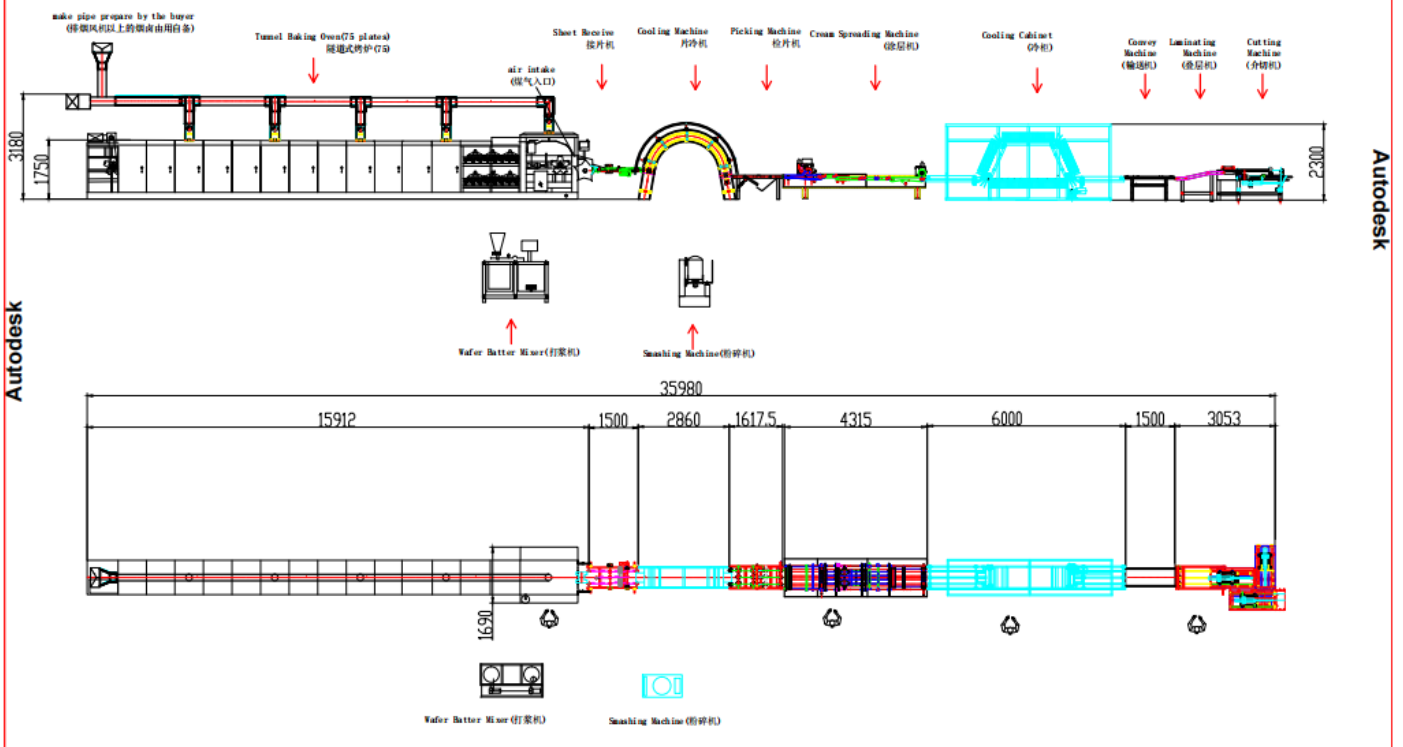 make pipe prepare by the buyer
(排烟风机以上的烟卤由用自备)
Tunnel Baking Oven(75 plates)
隧道式烤炉(75)
air intake
(煤气入口)
Sheet Receive
接片机
Cooling Machine
片冷机
Picking Machine
检片机
Cream Spreading Machine
(涂层机)
Cooling Cabinet
(冷柜)
Convey
Machine
(输送机)
Laminating
Machine
(叠层机)
Cutting
Machine
(介切机)
3180
1750
2300
Autodesk
Autodesk
Wafer Batter Mixer(打浆机)
Smashing Machine(粉碎机)
35980
15912
1500
2860
1617.5
4315
6000
1500
3053
1690
Wafer Batter Mixer(打浆机)
Smashing Machine(粉碎机)